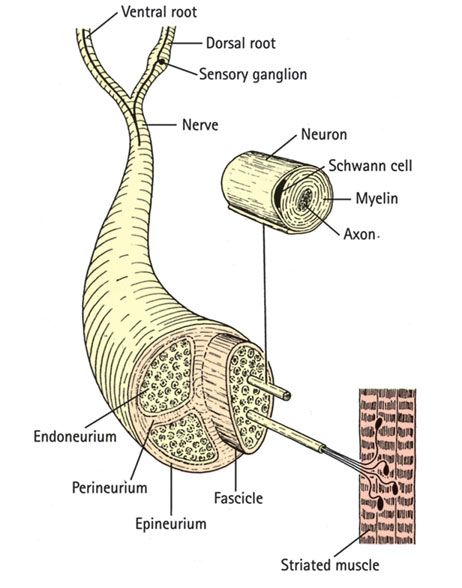 Ventral root
Dorsal root
Sensory ganglion
Nerve
Neuron
Schwann cell
Myelin
Axon
Endoneurium
Perineurium
Epineurium
Fascicle
Striated muscle